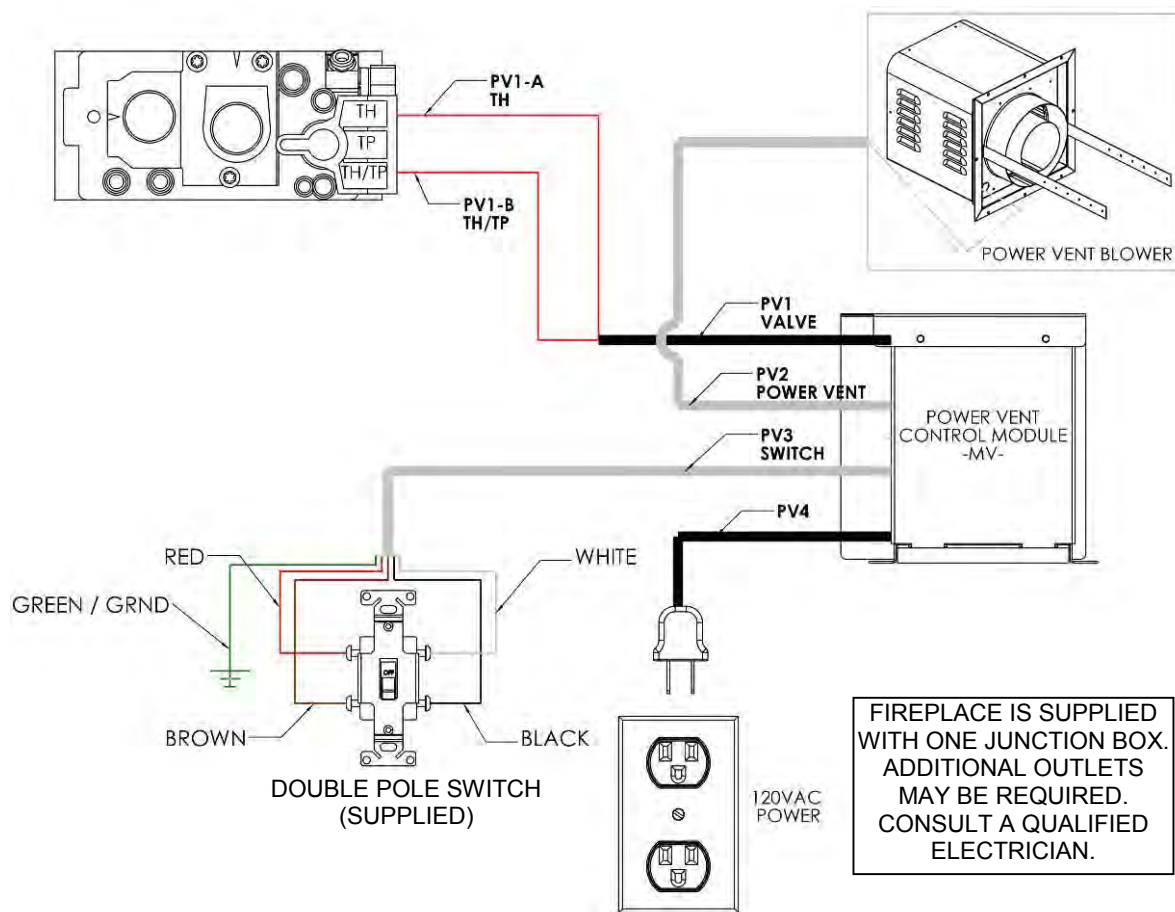 PV1-A
TH
TH
TP
TH/TP
PV1-B
TH/TP
POWER VENT BLOWER
PV1
VALVE
PV2
POWER VENT
POWER VENT
CONTROL MODULE
-MV-
PV3
SWITCH
PV4
RED
WHITE
GREEN / GRND
OFF
BROWN
BLACK
DOUBLE POLE SWITCH
(SUPPLIED)
120VAC
POWER
FIREPLACE IS SUPPLIED
WITH ONE JUNCTION BOX.
ADDITIONAL OUTLETS
MAY BE REQUIRED.
CONSULT A QUALIFIED
ELECTRICIAN.